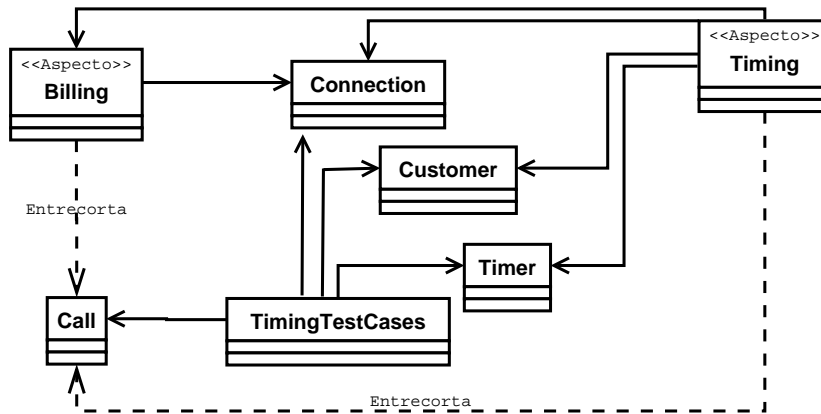 <<Aspecto>>
Billing
Connection
<<Aspecto>>
Timing
Customer
Entrecorta
Timer
Call
TimingTestCases
Entrecorta